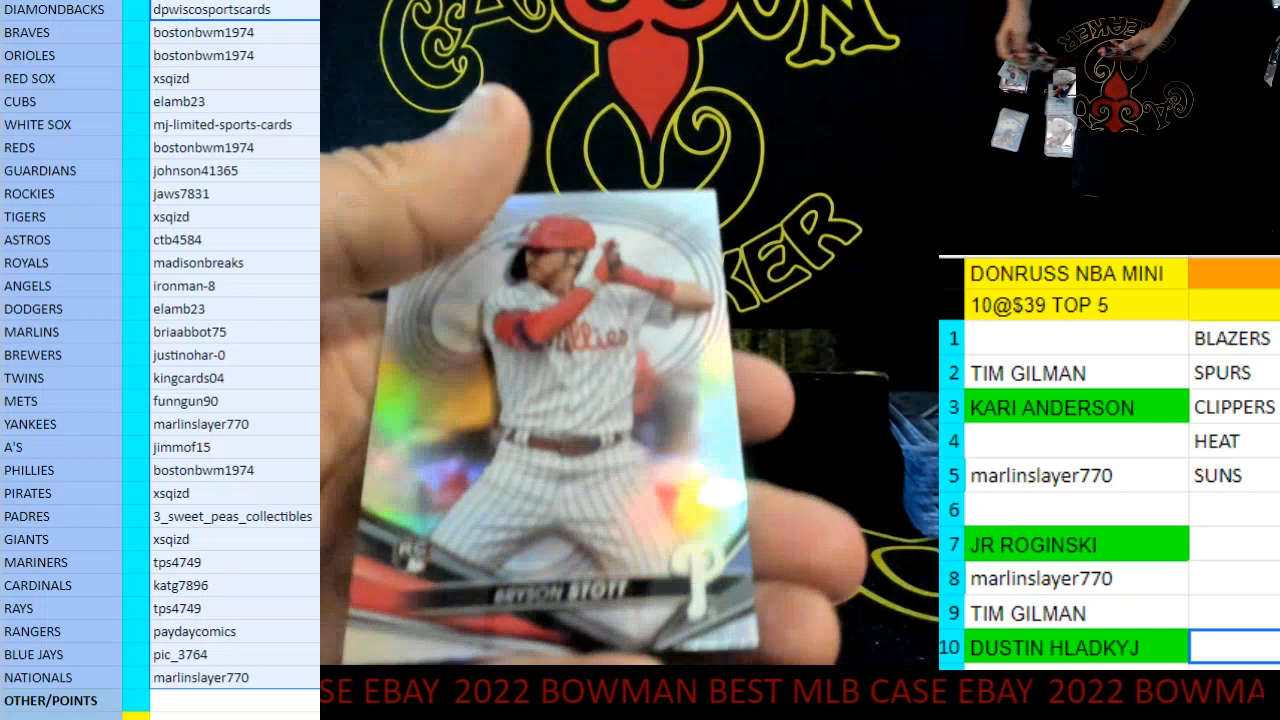 DIAMONDBACKS dpwiscosportscards
BRAVES bostonbwm1974
ORIOLES bostonbwm1974
RED SOX xsqizd
CUBS elamb23
WHITE SOX mj-limited-sports-cards
REDS bostonbwm1974
GUARDIANS johnson41365
ROCKIES jaws7831
TIGERS xsqizd
ASTROS ctb4584
ROYALS madisonbreaks
ANGELS ironman-8
DODGERS elamb23
MARLINS briaabbot75
BREWERS justinohar-0
TWINS kingcards04
METS funngun90
YANKEES marlinslayer770
A'S jimmof15
PHILLIES bostonbwm1974
PIRATES xsqizd
PADRES 3_sweet_peas_collectibles
GIANTS xsqizd
MARINERS tps4749
CARDINALS katg7896
RAYS tps4749
RANGERS paydaycomics
BLUE JAYS pic_3764
NATIONALS marlinslayer770
OTHER/POINTS
Phillies
RC
BRYSON STOTT
P
DONRUSS NBA MINI
10@$39 TOP 5
1 BLAZERS
2 TIM GILMAN SPURS
3 KARI ANDERSON CLIPPERS
4 HEAT
5 marlinslayer770 SUNS
6
7 JR ROGINSKI
8 marlinslayer770
9 TIM GILMAN
10 DUSTIN HLADKYJ
SE EBAY 2022 BOWMAN BEST MLB CASE EBAY 2022 BOWMA